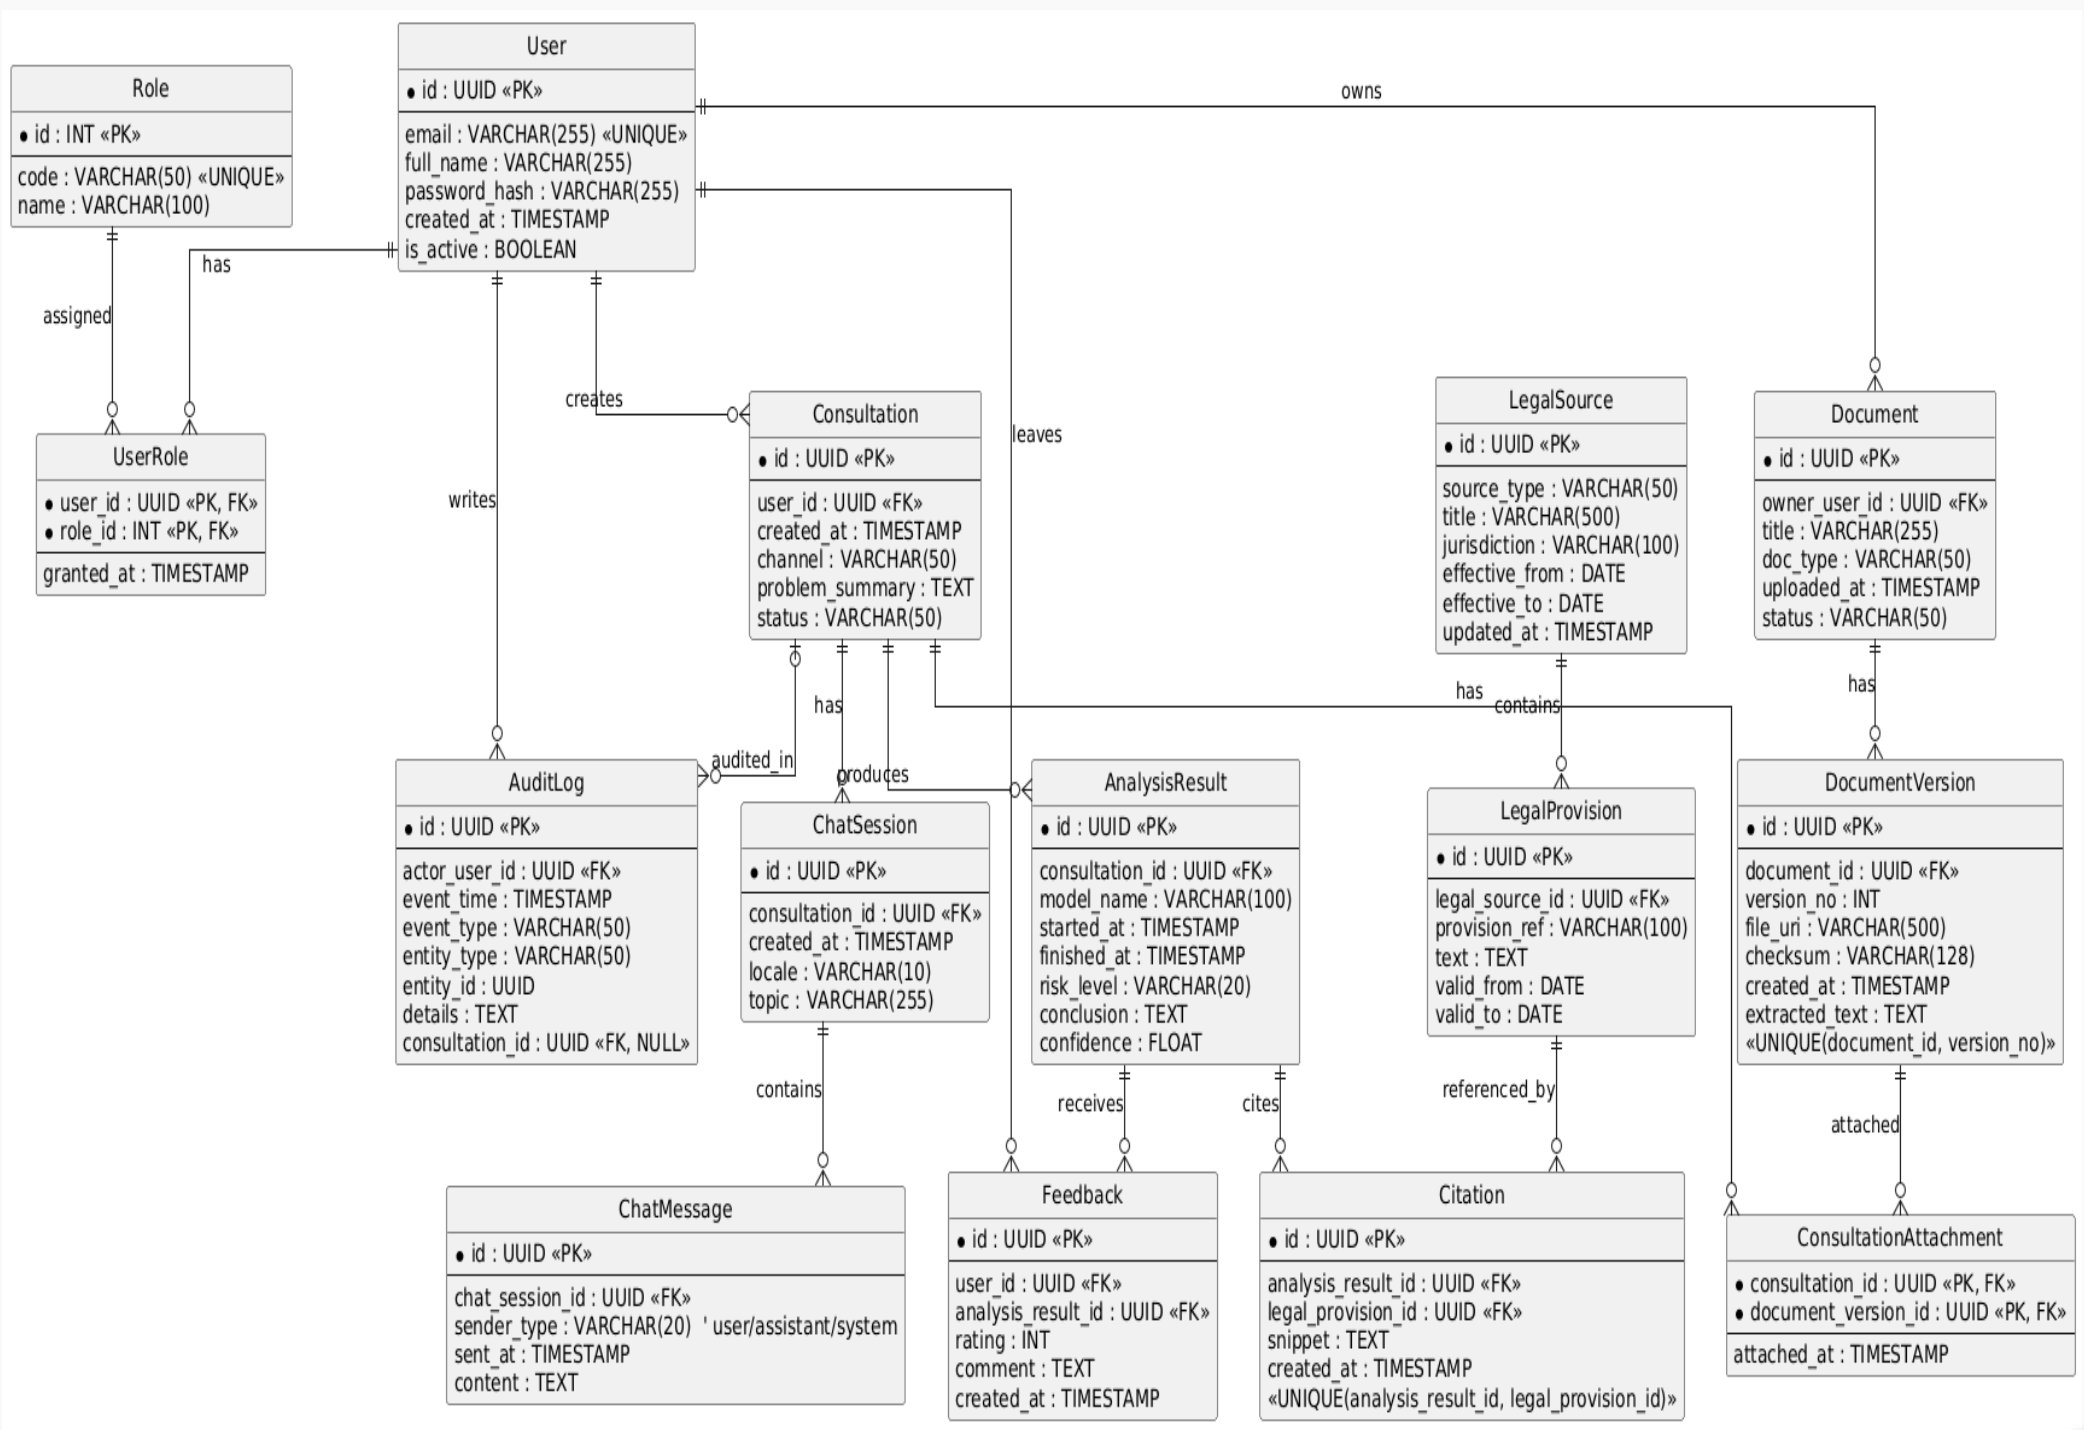 User
• id : UUID «PK»
email : VARCHAR(255) «UNIQUE»
full_name : VARCHAR(255)
password_hash : VARCHAR(255)
created_at : TIMESTAMP
is_active : BOOLEAN
Role
• id : INT «PK»
code : VARCHAR(50) «UNIQUE»
name : VARCHAR(100)
owns
has
assigned
creates
leaves
writes
UserRole
• user_id : UUID «PK, FK»
• role_id : INT «PK, FK»
granted_at : TIMESTAMP
Consultation
• id : UUID «PK»
user_id : UUID «FK»
created_at : TIMESTAMP
channel : VARCHAR(50)
problem_summary : TEXT
status : VARCHAR(50)
LegalSource
• id : UUID «PK»
source_type : VARCHAR(50)
title : VARCHAR(500)
jurisdiction : VARCHAR(100)
effective_from : DATE
effective_to : DATE
updated_at : TIMESTAMP
Document
• id : UUID «PK»
owner_user_id : UUID «FK»
title : VARCHAR(255)
doc_type : VARCHAR(50)
uploaded_at : TIMESTAMP
status : VARCHAR(50)
audited_in
has
produces
has
contains
has
AuditLog
• id : UUID «PK»
actor_user_id : UUID «FK»
event_time : TIMESTAMP
event_type : VARCHAR(50)
entity_type : VARCHAR(50)
entity_id : UUID
details : TEXT
consultation_id : UUID «FK, NULL»
ChatSession
• id : UUID «PK»
consultation_id : UUID «FK»
created_at : TIMESTAMP
locale : VARCHAR(10)
topic : VARCHAR(255)
AnalysisResult
• id : UUID «PK»
consultation_id : UUID «FK»
model_name : VARCHAR(100)
started_at : TIMESTAMP
finished_at : TIMESTAMP
risk_level : VARCHAR(20)
conclusion : TEXT
confidence : FLOAT
LegalProvision
• id : UUID «PK»
legal_source_id : UUID «FK»
provision_ref : VARCHAR(100)
text : TEXT
valid_from : DATE
valid_to : DATE
DocumentVersion
• id : UUID «PK»
document_id : UUID «FK»
version_no : INT
file_uri : VARCHAR(500)
checksum : VARCHAR(128)
created_at : TIMESTAMP
extracted_text : TEXT
«UNIQUE(document_id, version_no)»
contains
receives
cites
referenced_by
attached
ChatMessage
• id : UUID «PK»
chat_session_id : UUID «FK»
sender_type : VARCHAR(20) ' user/assistant/system
sent_at : TIMESTAMP
content : TEXT
Feedback
• id : UUID «PK»
user_id : UUID «FK»
analysis_result_id : UUID «FK»
rating : INT
comment : TEXT
created_at : TIMESTAMP
Citation
• id : UUID «PK»
analysis_result_id : UUID «FK»
legal_provision_id : UUID «FK»
snippet : TEXT
created_at : TIMESTAMP
«UNIQUE(analysis_result_id, legal_provision_id)»
ConsultationAttachment
• consultation_id : UUID «PK, FK»
• document_version_id : UUID «PK, FK»
attached_at : TIMESTAMP